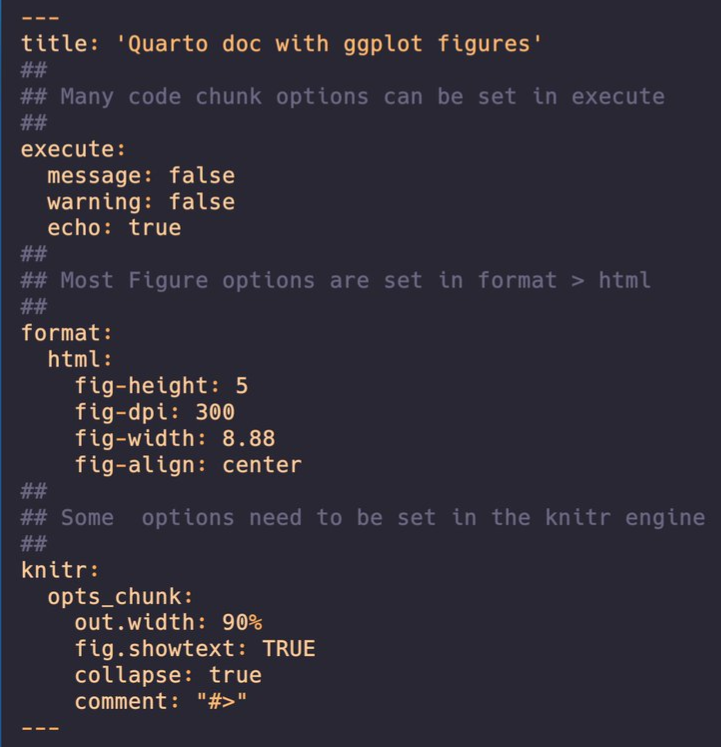 ---
title: 'Quarto doc with ggplot figures'
##
## Many code chunk options can be set in execute
##
execute:
  message: false
  warning: false
  echo: true
##
## Most Figure options are set in format > html
##
format:
  html:
    fig-height: 5
    fig-dpi: 300
    fig-width: 8.88
    fig-align: center
##
## Some  options need to be set in the knitr engine
##
knitr:
  opts_chunk:
    out.width: 90%
    fig.showtext: TRUE
    collapse: true
    comment: "#>"
---